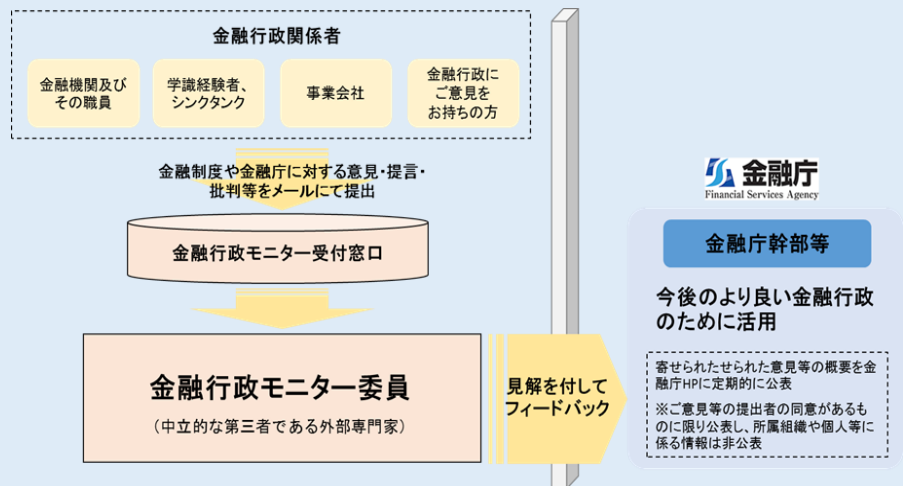 金融行政関係者
金融機関及び
その職員
学識経験者、
シンクタンク
事業会社
金融行政に
ご意見を
お持ちの方
金融制度や金融庁に対する意見・提言・
批判等をメールにて提出
金融行政モニター受付窓口
金融行政モニター委員
(中立的な第三者である外部専門家)
見解を付して
フィードバック
金融庁
Financial Services Agency
金融庁幹部等
今後のより良い金融行政
のために活用
寄せられたせられた意見等の概要を金
融庁HPに定期的に公表
※ご意見等の提出者の同意があるも
のに限り公表し、所属組織や個人等に
係る情報は非公表